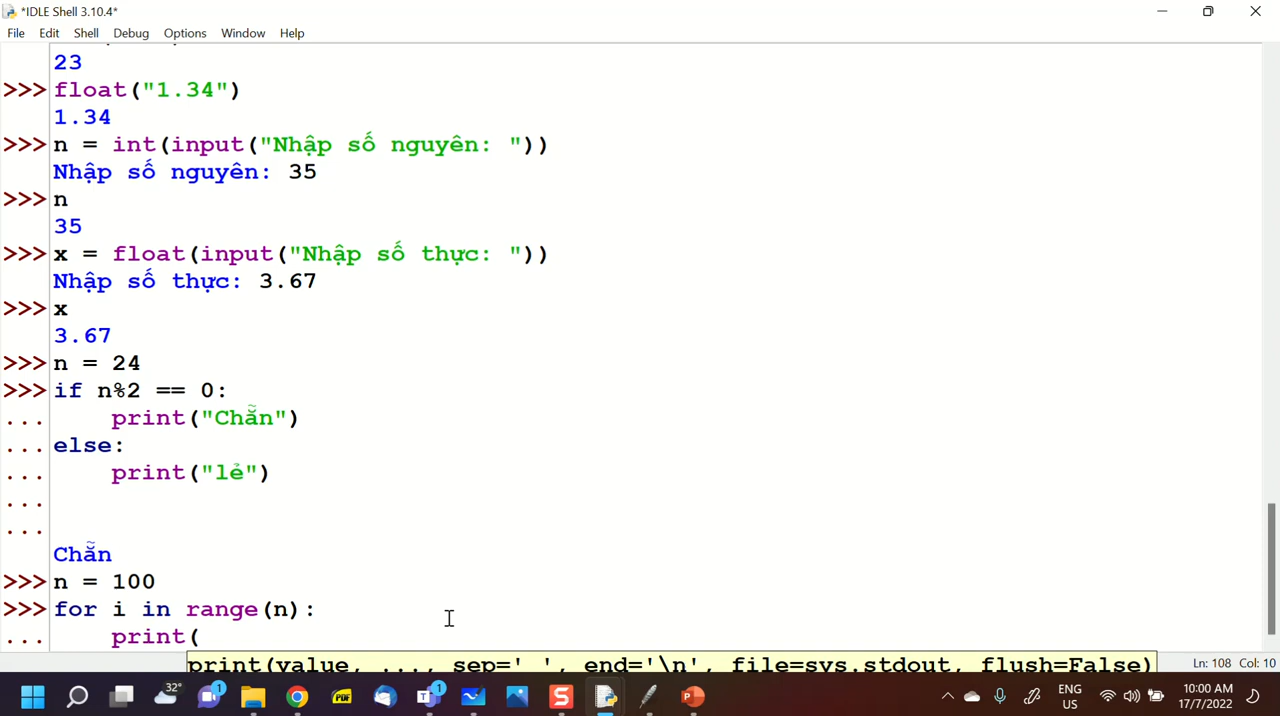 *IDLE Shell 3.10.4*
File Edit Shell Debug Options Window Help
23
>>> float("1.34")
1.34
>>> n = int(input("Nhập số nguyên: "))
Nhập số nguyên: 35
>>> n
35
>>> x = float(input("Nhập số thực: "))
Nhập số thực: 3.67
>>> x
3.67
>>> n = 24
>>> if n%2 == 0:
... print("Chẵn")
... else:
... print("lẻ")
...
...
Chẵn
>>> n = 100
>>> for i in range(n):
... print(
print(value, ..., sep=' ', end='\n', file=sys.stdout, flush=False)
Ln: 108 Col: 10
32°
1
PDF
1
S
ENG
US
10:00 AM
17/7/2022